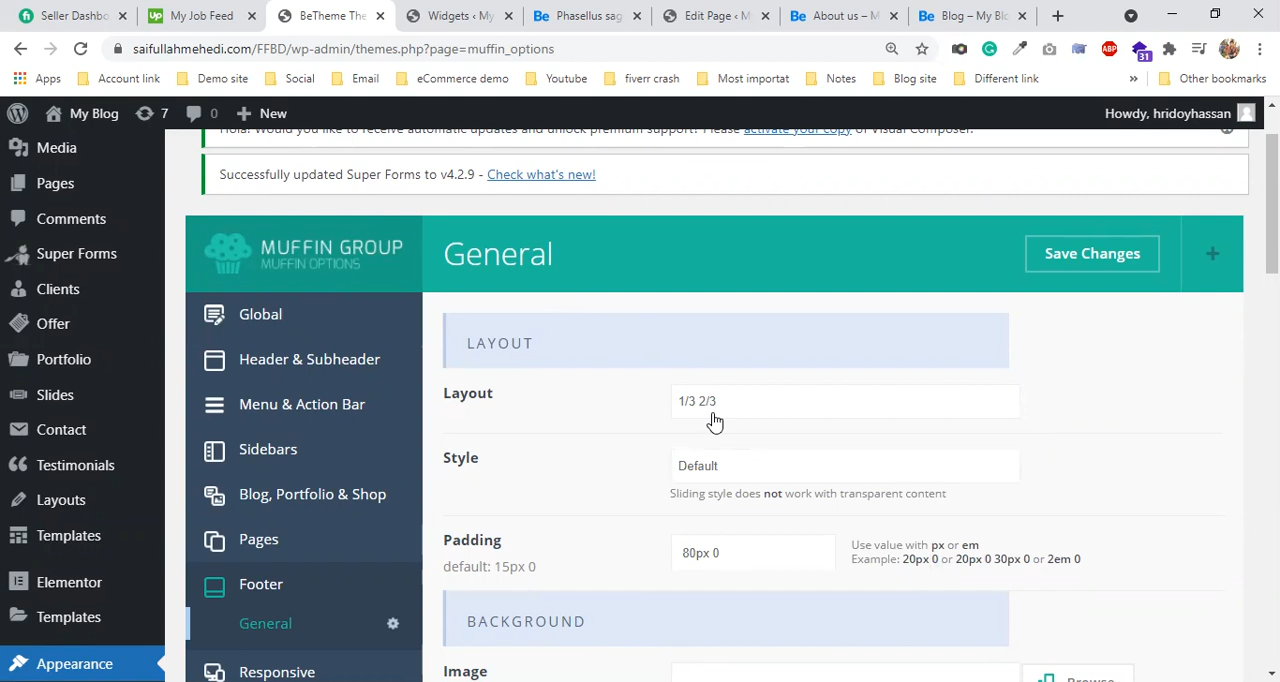 Seller Dashbo
My Job Feed
BeTheme The
Widgets ‹ My
Phasellus sag
Edit Page ‹ M
About us – M
Blog – My Blo
saifullahmehedi.com/FFBD/wp-admin/themes.php?page=muffin_options
ABP
31
Apps
Account link
Demo site
Social
Email
eCommerce demo
Youtube
fiverr crash
Most importat
Notes
Blog site
Different link
»
Other bookmarks
My Blog
7
0
New
Howdy, hridoyhassan
Hola! Would you like to receive automatic updates and unlock premium support? Please activate your copy of Visual Composer.
Successfully updated Super Forms to v4.2.9 - Check what's new!
Media
Pages
Comments
Super Forms
Clients
Offer
Portfolio
Slides
Contact
Testimonials
Layouts
Templates
Elementor
Templates
Appearance
MUFFIN GROUP
MUFFIN OPTIONS
Global
Header & Subheader
Menu & Action Bar
Sidebars
Blog, Portfolio & Shop
Pages
Footer
General
Responsive
General
Save Changes
LAYOUT
Layout
1/3 2/3
Style
Default
Sliding style does not work with transparent content
Padding
default: 15px 0
80px 0
Use value with px or em
Example: 20px 0 or 20px 0 30px 0 or 2em 0
BACKGROUND
Image
Browse